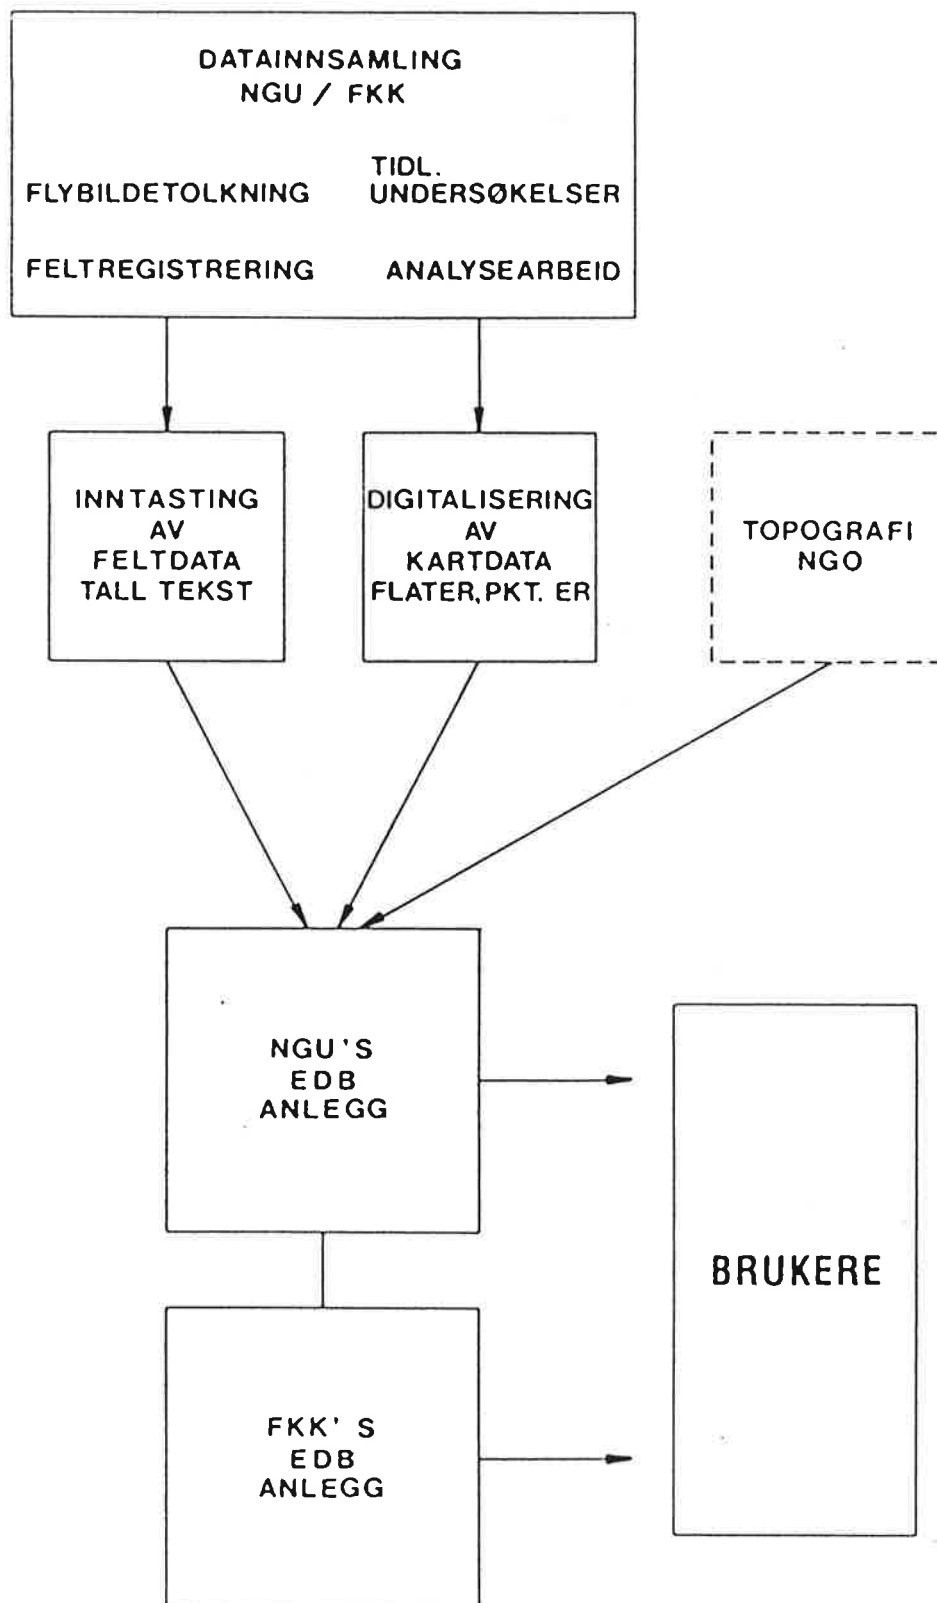 DATAINNSAMLING
NGU / FKK
FLYBILDETOLKNING
TIDL.
UNDERSØKELSER
FELTREGISTRERING
ANALYSEARBEID
INNTASTING
AV
FELTDATA
TALL TEKST
DIGITALISERING
AV
KARTDATA
FLATER, PKT. ER
TOPOGRAFI
NGO
NGU'S
EDB
ANLEGG
BRUKERE
FKK'S
EDB
ANLEGG